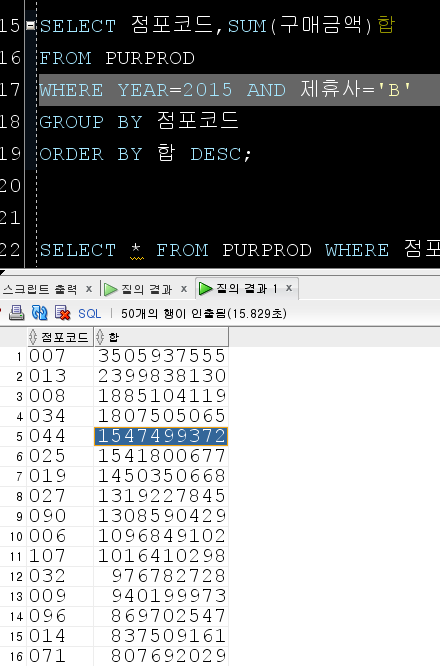 15 SELECT 점포코드,SUM(구매금액)합
16 FROM PURPROD
17 WHERE YEAR=2015 AND 제휴사='B'
18 GROUP BY 점포코드
19 ORDER BY 합 DESC;
20
21
22 SELECT * FROM PURPROD WHERE 점포
스크립트 출력 × 질의 결과 × 질의 결과 1 ×
SQL | 50개의 행이 인출됨(15.829초)
점포코드 합
1 007 3505937555
2 013 2399838130
3 008 1885104119
4 034 1807505065
5 044 1547499372
6 025 1541800677
7 019 1450350668
8 027 1319227845
9 090 1308590429
10 006 1096849102
11 107 1016410298
12 032 976782728
13 009 940199973
14 096 869702547
15 014 837509161
16 071 807692029